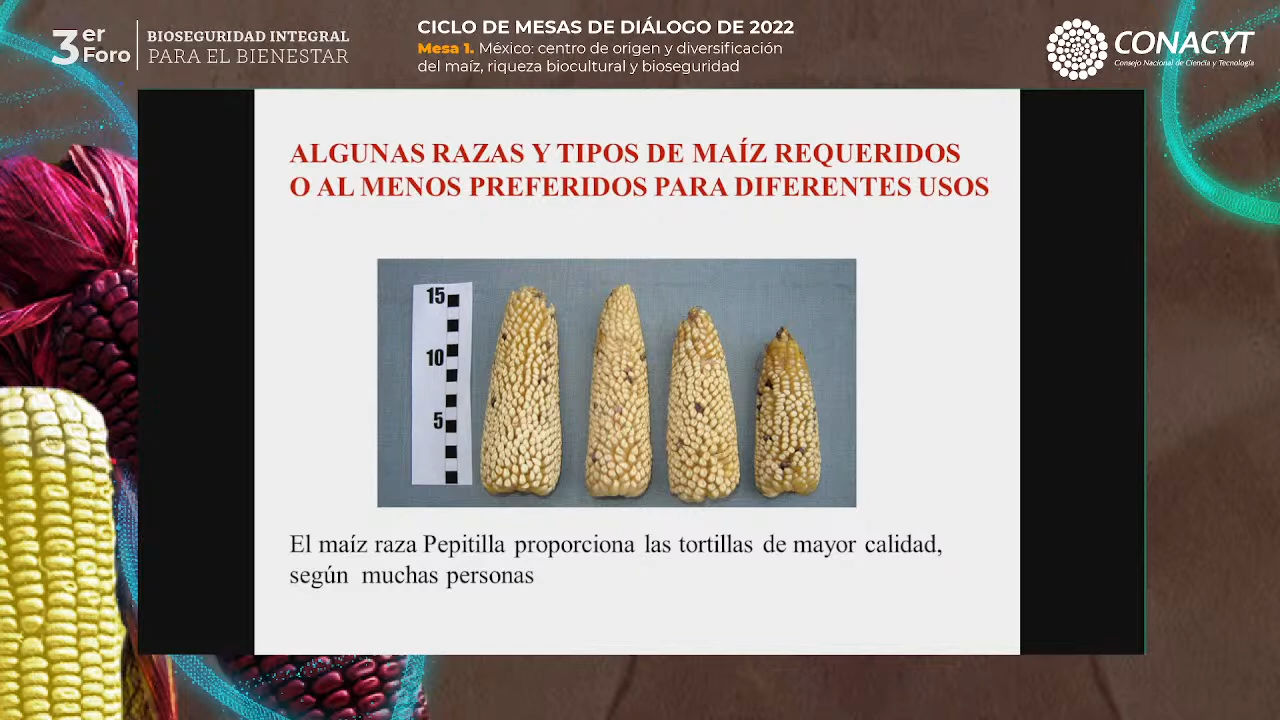 3er Foro
BIOSEGURIDAD INTEGRAL
PARA EL BIENESTAR
CICLO DE MESAS DE DIÁLOGO DE 2022
Mesa 1. México: centro de origen y diversificación
del maíz, riqueza biocultural y bioseguridad
CONACYT
Consejo Nacional de Ciencia y Tecnología
ALGUNAS RAZAS Y TIPOS DE MAÍZ REQUERIDOS
O AL MENOS PREFERIDOS PARA DIFERENTES USOS
15
10
5
El maíz raza Pepitilla proporciona las tortillas de mayor calidad,
según muchas personas